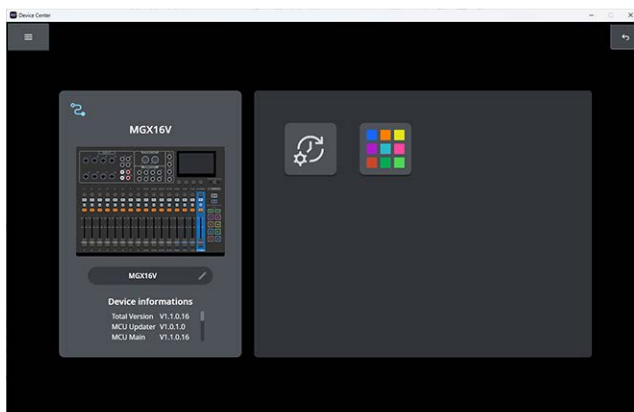 Device Center
MGX16V
MGX16V
Device informations
Total Version V1.1.0.16
MCU Updater V1.0.1.0
MCU Main V1.1.0.16